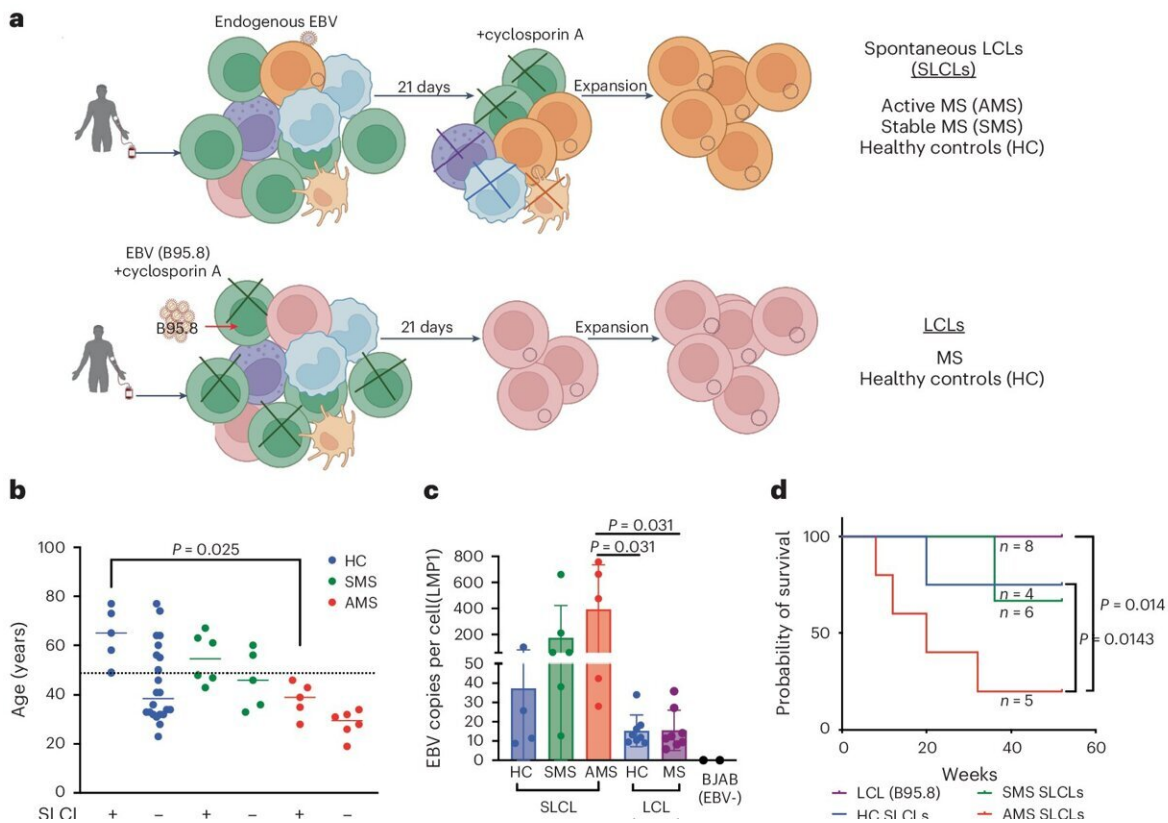 a
Endogenous EBV
+cyclosporin A
21 days
Expansion
Spontaneous LCLs
(SLCLs)
Active MS (AMS)
Stable MS (SMS)
Healthy controls (HC)
EBV (B95.8)
+cyclosporin A
B95.8
21 days
Expansion
LCLs
MS
Healthy controls (HC)
b
Age (years)
100
80
60
40
20
0
P = 0.025
HC
SMS
AMS
SLCL + – + – + –
c
EBV copies per cell(LMP1)
800
600
400
200
50
40
30
20
10
0
P = 0.031
P = 0.031
HC SMS AMS HC MS
BJAB
(EBV-)
SLCL LCL
d
Probability of survival
100
50
0
0 20 40 60
Weeks
n = 8
n = 4
n = 6
n = 5
P = 0.014
P = 0.0143
LCL (B95.8) SMS SLCLs
HC SLCLs AMS SLCLs